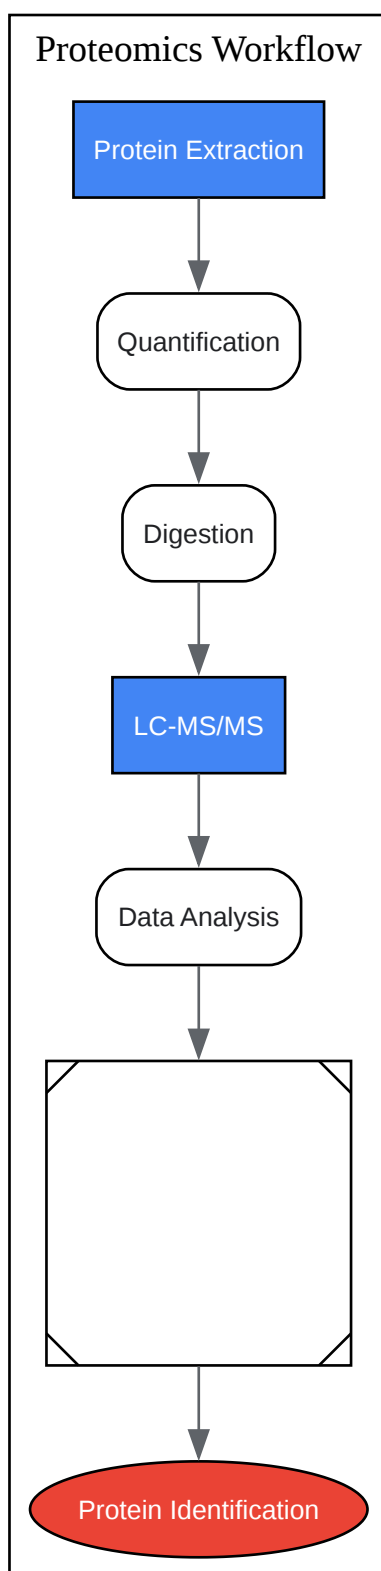 Proteomics Workflow
Protein Extraction
Quantification
Digestion
LC-MS/MS
Data Analysis
Protein Identification